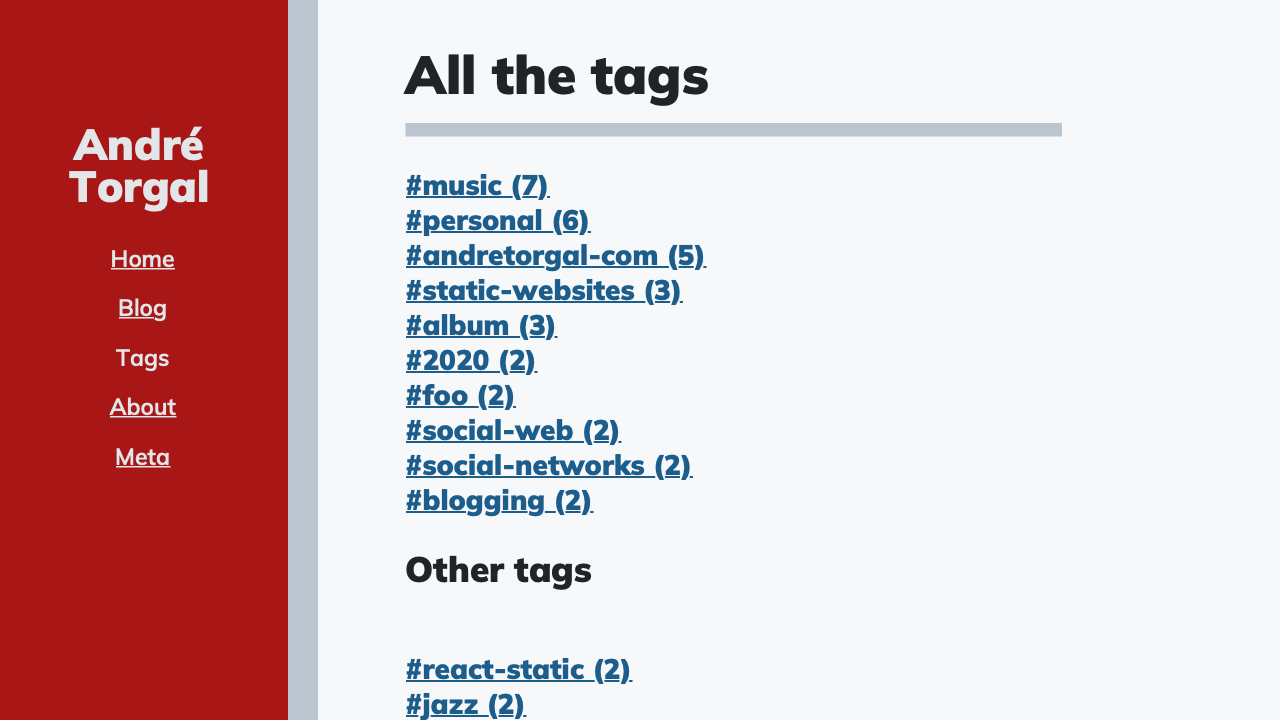 André
Torgal
Home
Blog
Tags
About
Meta
All the tags
#music (7)
#personal (6)
#andretorgal-com (5)
#static-websites (3)
#album (3)
#2020 (2)
#foo (2)
#social-web (2)
#social-networks (2)
#blogging (2)
Other tags
#react-static (2)
#jazz (2)